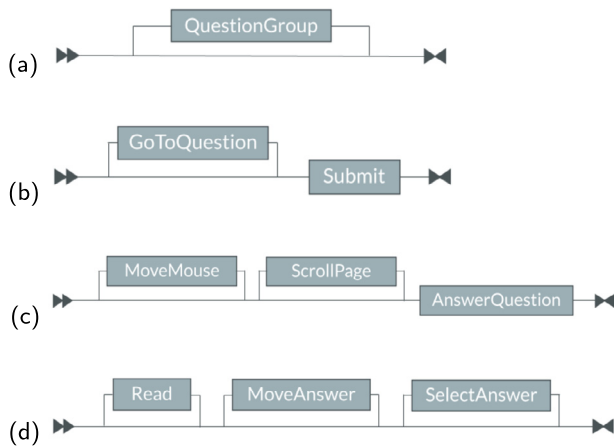 QuestionGroup
(a)
GoToQuestion
(b) Submit
MoveMouse ScrollPage
(c) AnswerQuestion
Read MoveAnswer SelectAnswer
(d)